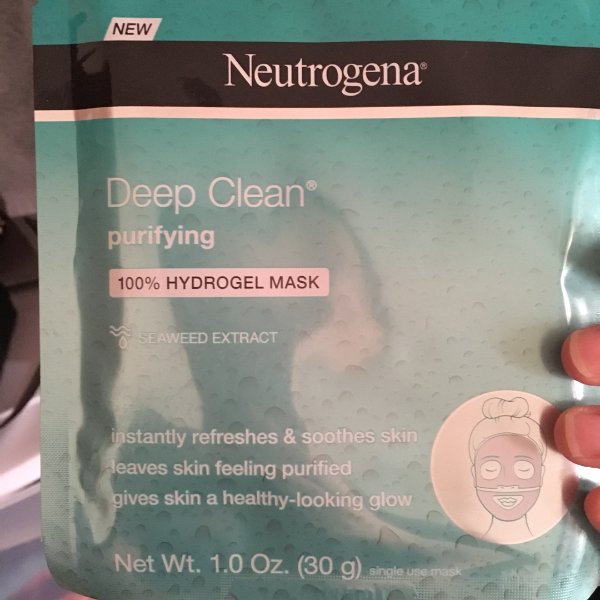 NEW
Neutrogena®
Deep Clean®
purifying
100% HYDROGEL MASK
SEAWEED EXTRACT
instantly refreshes & soothes skin
leaves skin feeling purified
gives skin a healthy-looking glow
Net Wt. 1.0 Oz. (30 g) single use mask